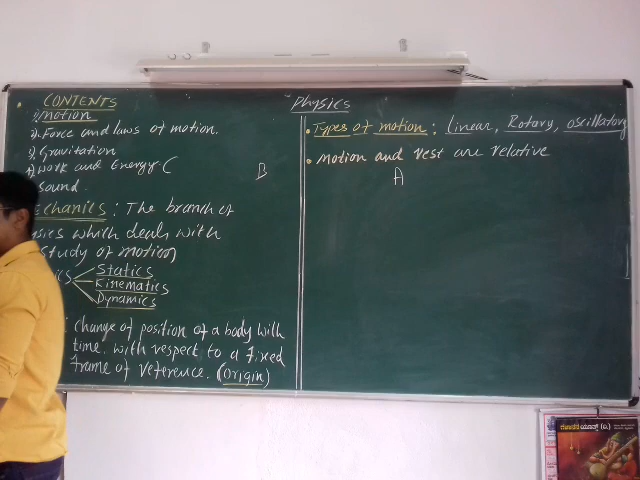 Physics
CONTENTS
1) Motion
2) Force and laws of motion.
3) Gravitation
4) Work and Energy C
sound.
B
echanics: The branch of
sics which deals with
study of motion
ics
Statics
Kinematics
Dynamics
: change of position of a body with
time. with respect to a fixed
frame of reference. (origin)
• Types of motion: Linear, Rotary, oscillatory
• Motion and rest are relative
A